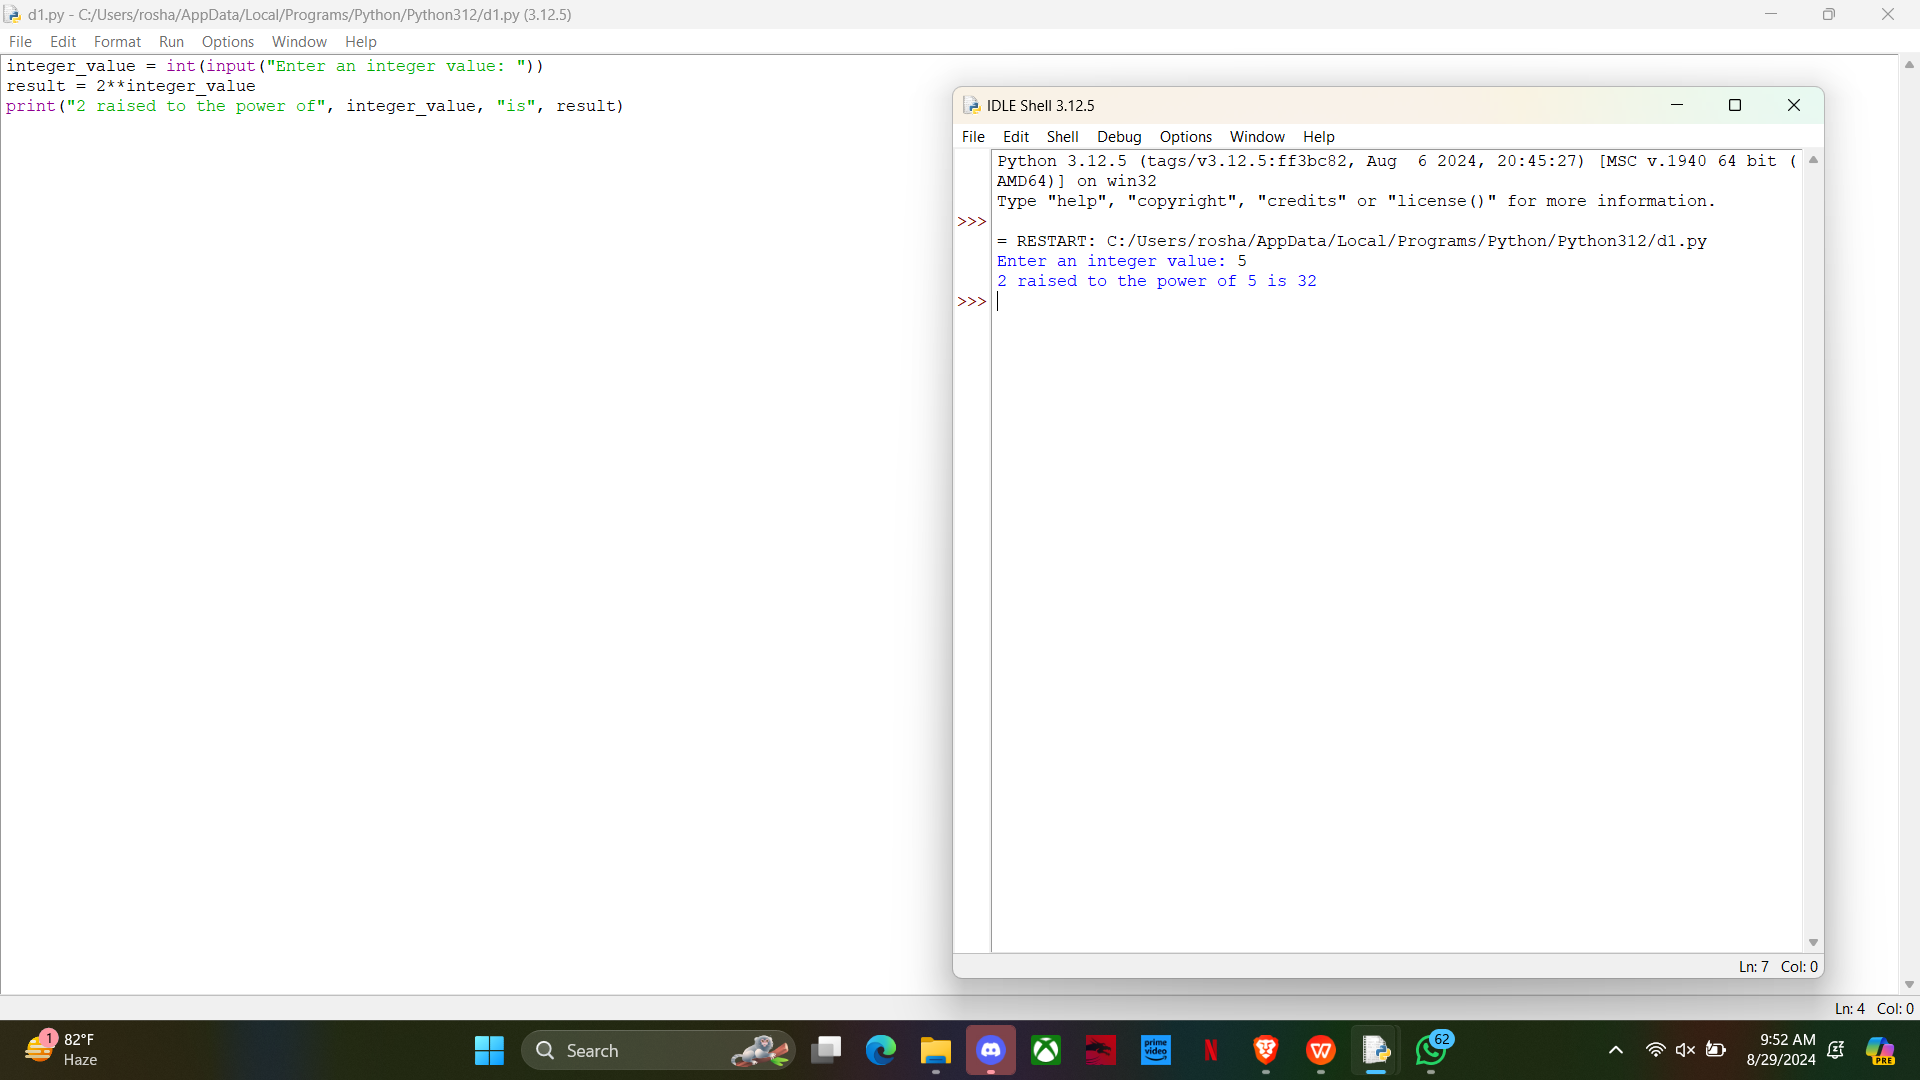 d1.py - C:/Users/rosha/AppData/Local/Programs/Python/Python312/d1.py (3.12.5)
File Edit Format Run Options Window Help
integer_value = int(input("Enter an integer value: "))
result = 2**integer_value
print("2 raised to the power of", integer_value, "is", result)
IDLE Shell 3.12.5
File Edit Shell Debug Options Window Help
Python 3.12.5 (tags/v3.12.5:ff3bc82, Aug  6 2024, 20:45:27) [MSC v.1940 64 bit (
AMD64)] on win32
Type "help", "copyright", "credits" or "license()" for more information.
>>>
= RESTART: C:/Users/rosha/AppData/Local/Programs/Python/Python312/d1.py
Enter an integer value: 5
2 raised to the power of 5 is 32
>>>
Ln: 7 Col: 0
Ln: 4 Col: 0
1
82°F
Haze
Search
prime video
N
W
62
9:52 AM
8/29/2024
PRE